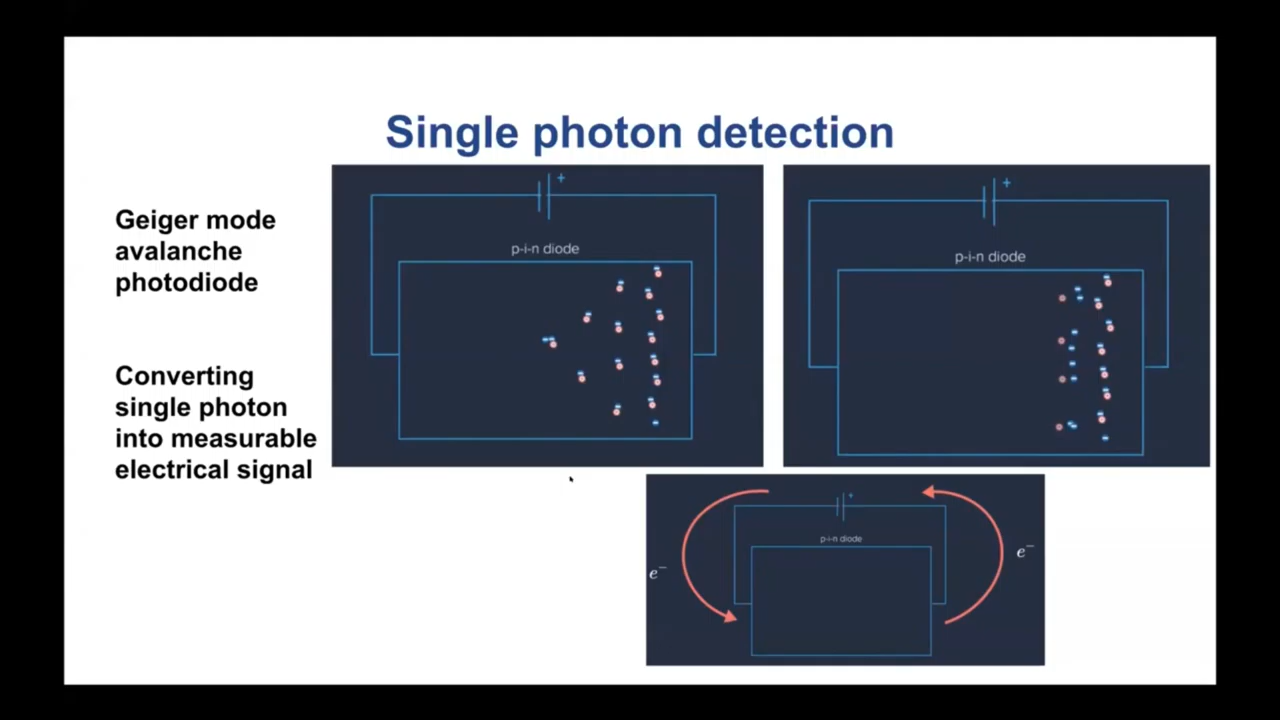 Single photon detection
Geiger mode
avalanche
photodiode
Converting
single photon
into measurable
electrical signal
+
p-i-n diode
+
p-i-n diode
+
p-i-n diode
e⁻
e⁻